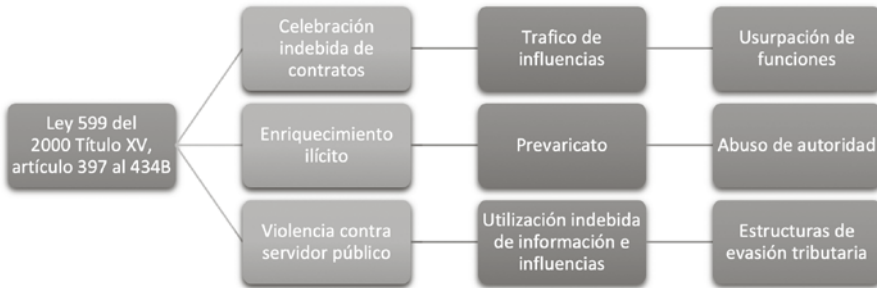 Ley 599 del
2000 Título XV,
artículo 397 al 434B
Celebración
indebida de
contratos
Trafico de
influencias
Usurpación de
funciones
Enriquecimiento
ilícito
Prevaricato
Abuso de autoridad
Violencia contra
servidor público
Utilización indebida
de información e
influencias
Estructuras de
evasión tributaria